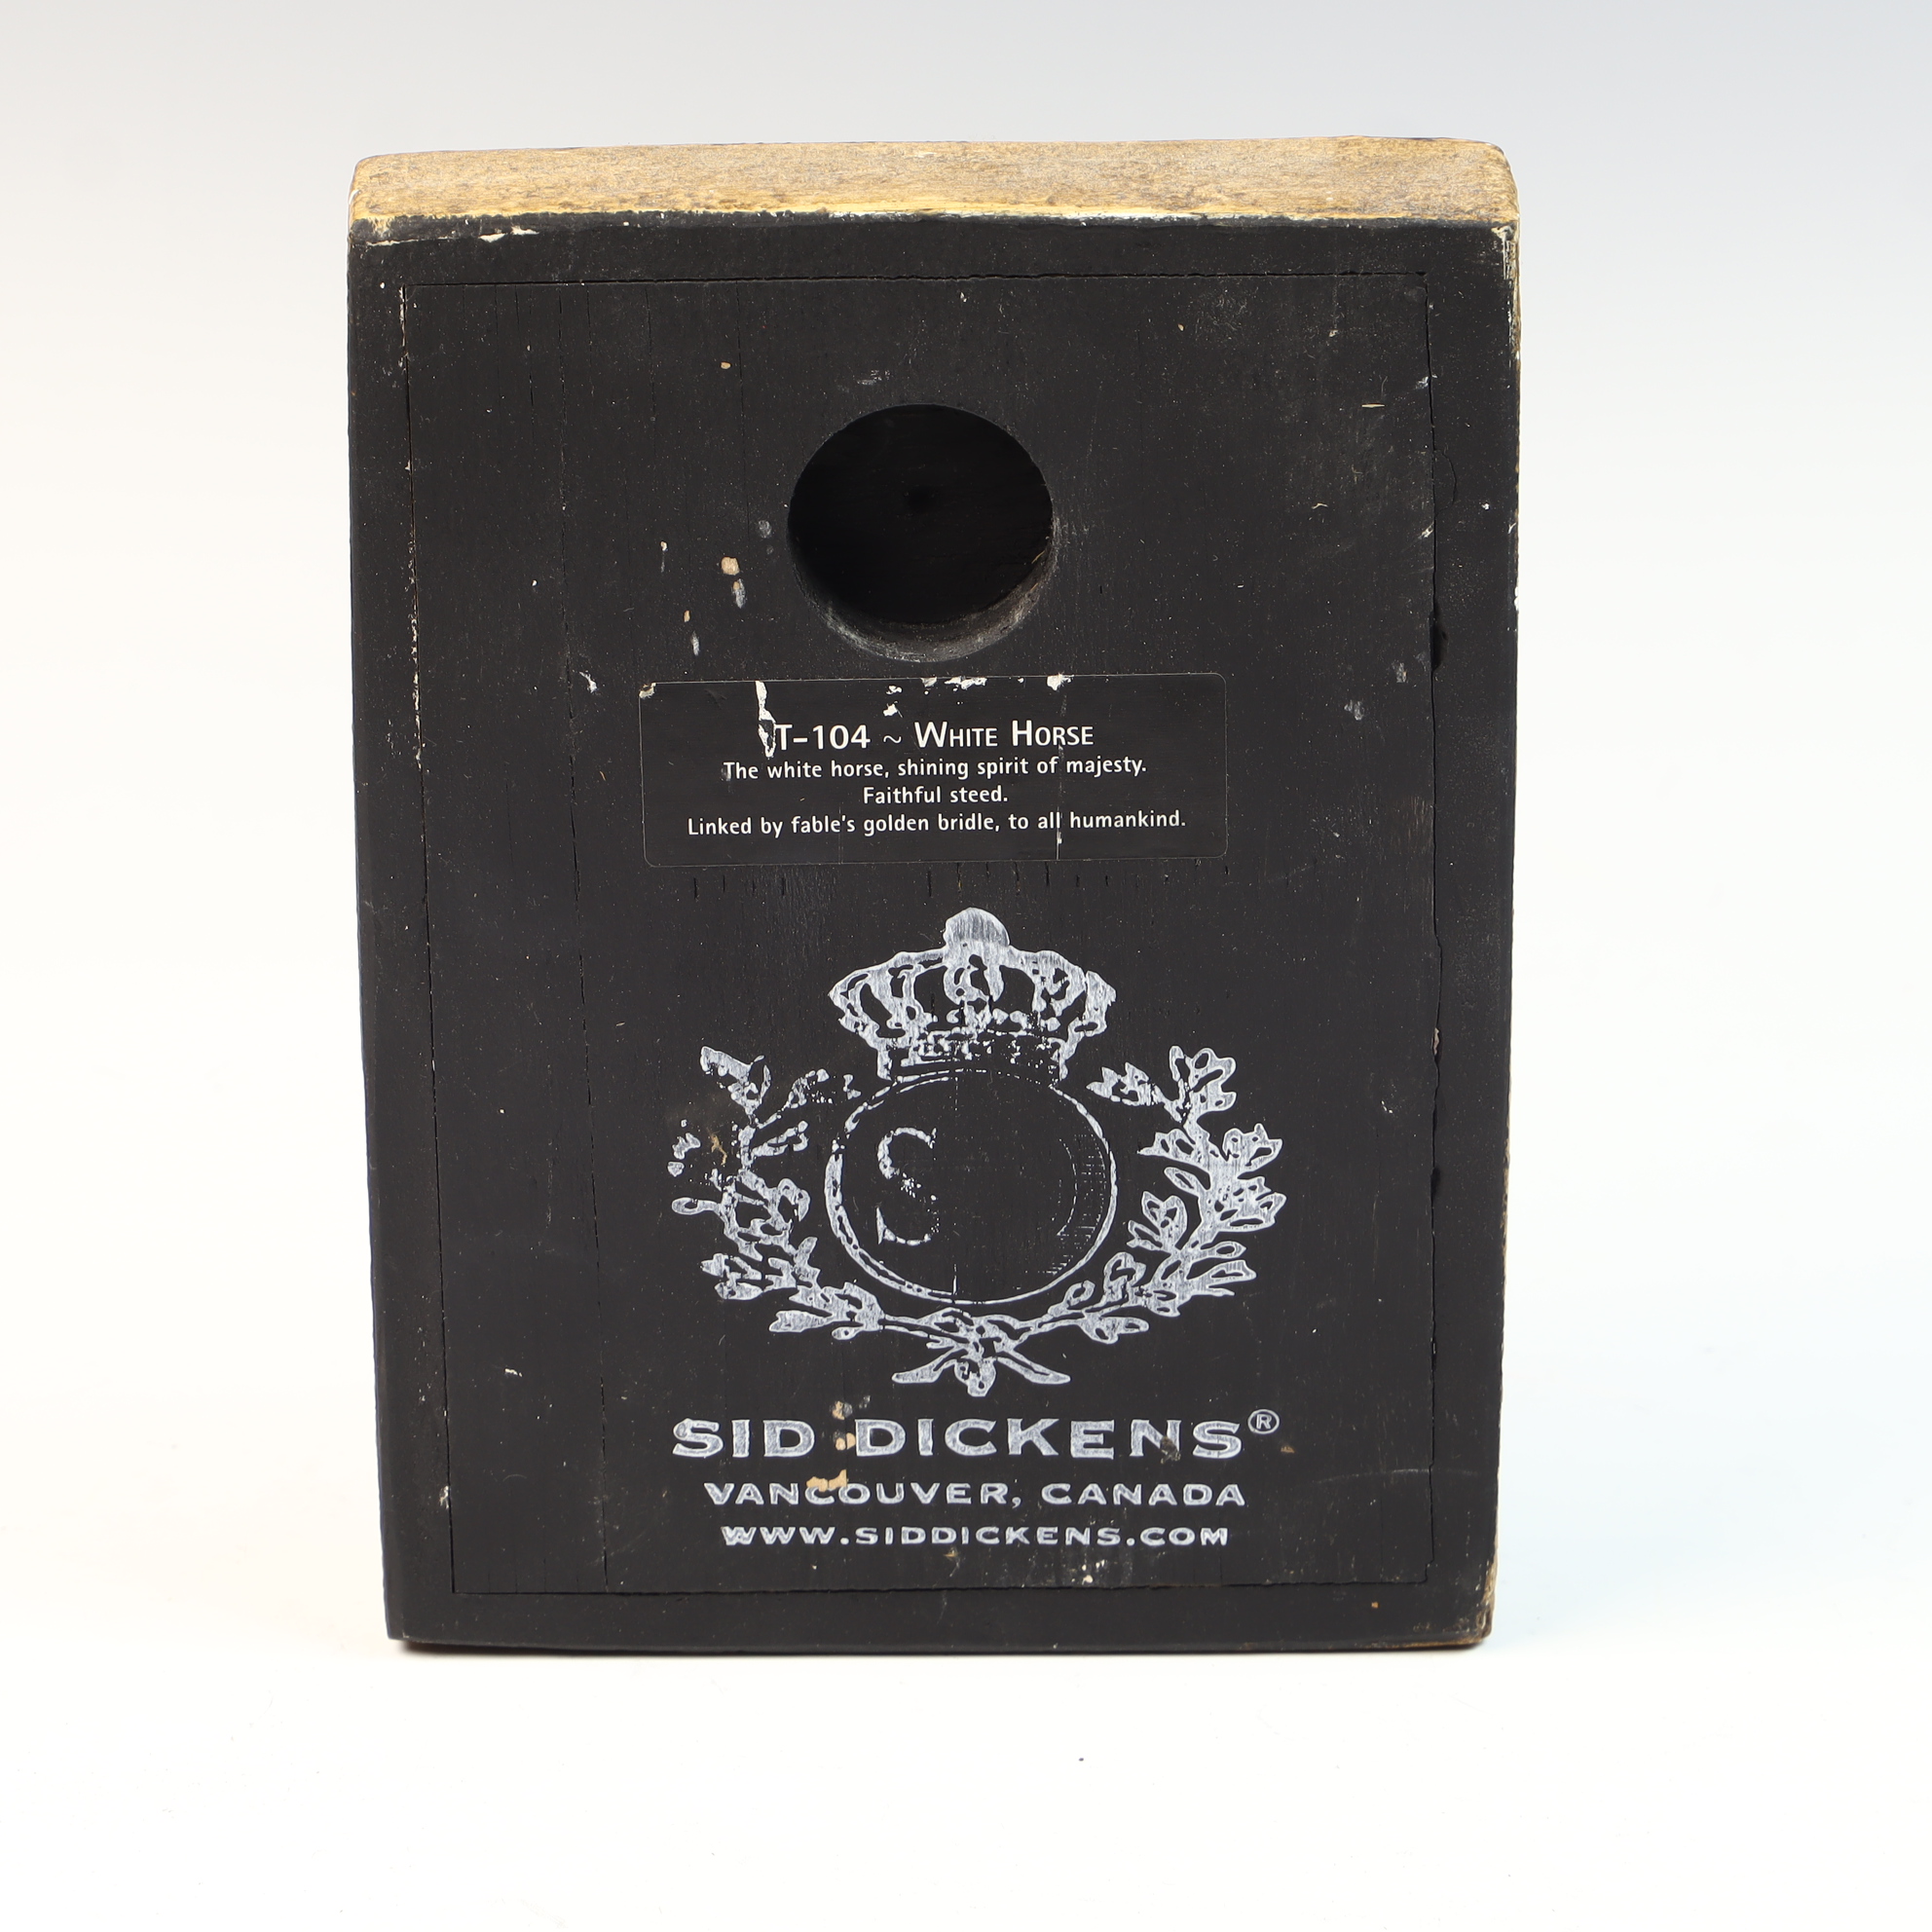 T-104 ~ WHITE HORSE
The white horse, shining spirit of majesty.
Faithful steed.
Linked by fable's golden bridle, to all humankind.
S
SID DICKENS®
VANCOUVER, CANADA
WWW.SIDDICKENS.COM